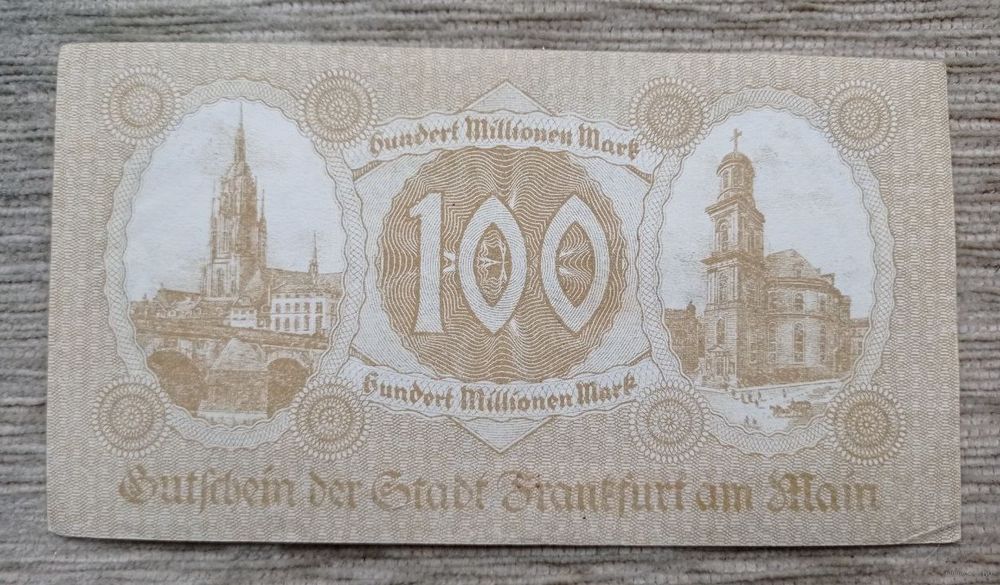 Hundert Millionen Mark
100
Hundert Millionen Mark
Gutschein der Stadt Frankfurt am Main